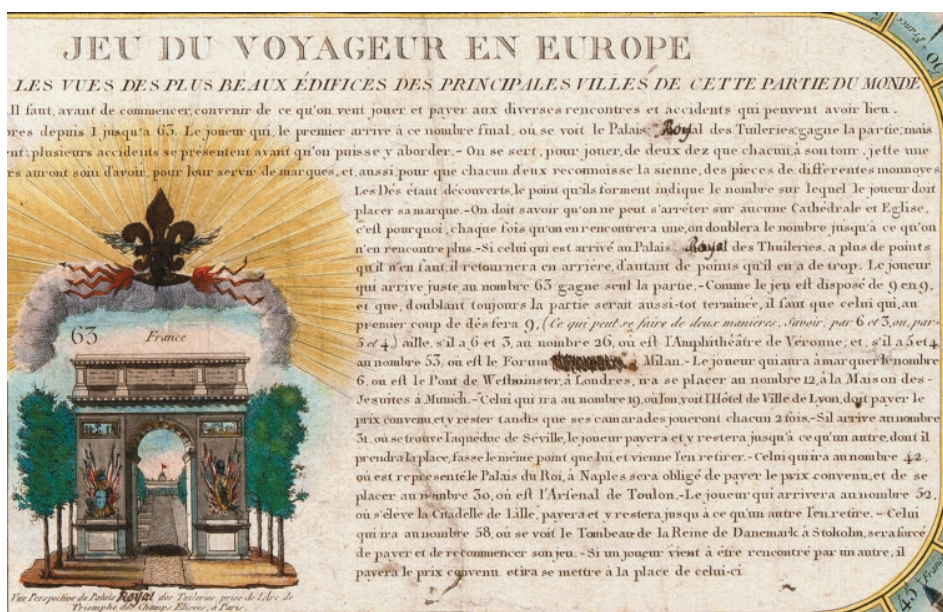 JEU DU VOYAGEUR EN EUROPE
LES VUES DES PLUS BEAUX ÉDIFICES DES PRINCIPALES VILLES DE CETTE PARTIE DU MONDE
Il faut, avant de commencer, convenir de ce qu'on veut jouer et payer aux diverses rencontres et accidents qui peuvent avoir lieu.
depuis 1 jusqu'a 63. Le joueur qui, le premier arrive à ce nombre final, où se voit le Palais Royal des Tuileries, gagne la partie; mais
plusieurs accidents se présentent avant qu'on puisse y aborder.- On se sert, pour jouer, de deux dez que chacun, à son tour, jette une
auront soin d'avoir, pour leur servir de marques, et, aussi, pour que chacun d'eux reconnoisse la sienne, des pieces de differentes monnoyes
Les Dés étant découverts, le point qu'ils forment indique le nombre sur lequel le joueur doit
placer sa marque.-On doit savoir qu'on ne peut s'arrêter sur aucune Cathédrale et Eglise,
c'est pourquoi, chaque fois qu'on en rencontrera une, on doublera le nombre jusqu'à ce qu'on
n'en rencontre plus.-Si celui qui est arrivé au Palais Royal des Thuileries, a plus de points
qu'il n'en faut, il retournera en arrière, d'autant de points qu'il en a de trop. Le joueur
qui arrive juste au nombre 63 gagne seul la partie.-Comme le jeu est disposé de 9 en 9,
et que, doublant toujours la partie serait aussi-tot terminée, il faut que celui qui, au
premier coup de dés fera 9, (Ce qui peut se faire de deux manières, Savoir, par 6 et 3, ou, par-
5 et 4,) aille, s'il a 6 et 3, au nombre 26, où est l'Amphithéâtre de Véronne; et, s'il a 5 et 4,
au nombre 53, où est le Forum Milan.-Le joueur qui aura à marquer le nombre
6, où est le Pont de Westminster, à Londres, ira se placer au nombre 12, à la Maison des-
Jesuites à Munich.-Celui qui ira au nombre 19, où l'on voit l'Hôtel de Ville de Lyon, doit payer le
prix convenu, et y rester tandis que ses camarades joueront chacun 2 fois.-S'il arrive au nombre
31, où se trouve l'aquéduc de Séville, le joueur payera et y restera jusqu'à ce qu'un autre, dont il
prendra la place, fasse le même point que lui, et vienne l'en retirer.-Celui qui ira au nombre 42,
où est representé le Palais du Roi, à Naples sera obligé de payer le prix convenu, et de se
placer au nombre 30, où est l'Arsenal de Toulon.-Le joueur qui arrivera au nombre 52,
où s'élève la Citadelle de Lille, payera et y restera jusqu'à ce qu'un autre l'en retire.- Celui
qui ira au nombre 58, où se voit le Tombeau de la Reine de Danemark à Stokolm, sera forcé
de payer et de recommencer son jeu.- Si un joueur vient à être rencontré par un autre, il
payera le prix convenu et ira se mettre à la place de celui-ci
63 France
Vue Perspective du Palais Royal des Tuileries, prise de l'Arc de
Triomphe des Champs Elisées, à Paris.
France
60
France
45